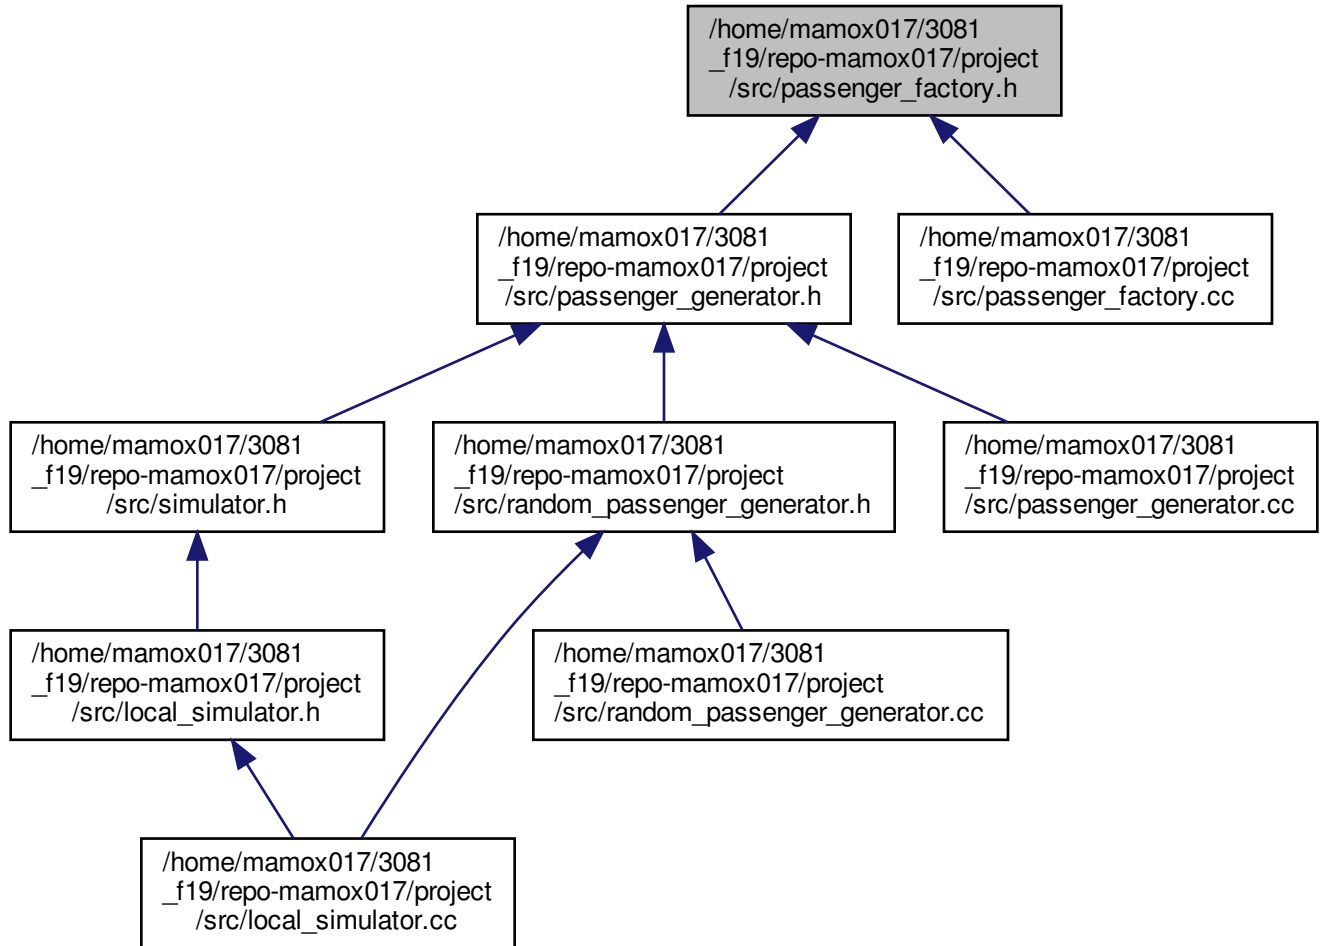 /home/mamox017/3081
_f19/repo-mamox017/project
/src/passenger_factory.h
/home/mamox017/3081
_f19/repo-mamox017/project
/src/passenger_generator.h
/home/mamox017/3081
_f19/repo-mamox017/project
/src/passenger_factory.cc
/home/mamox017/3081
_f19/repo-mamox017/project
/src/simulator.h
/home/mamox017/3081
_f19/repo-mamox017/project
/src/random_passenger_generator.h
/home/mamox017/3081
_f19/repo-mamox017/project
/src/passenger_generator.cc
/home/mamox017/3081
_f19/repo-mamox017/project
/src/local_simulator.h
/home/mamox017/3081
_f19/repo-mamox017/project
/src/random_passenger_generator.cc
/home/mamox017/3081
_f19/repo-mamox017/project
/src/local_simulator.cc